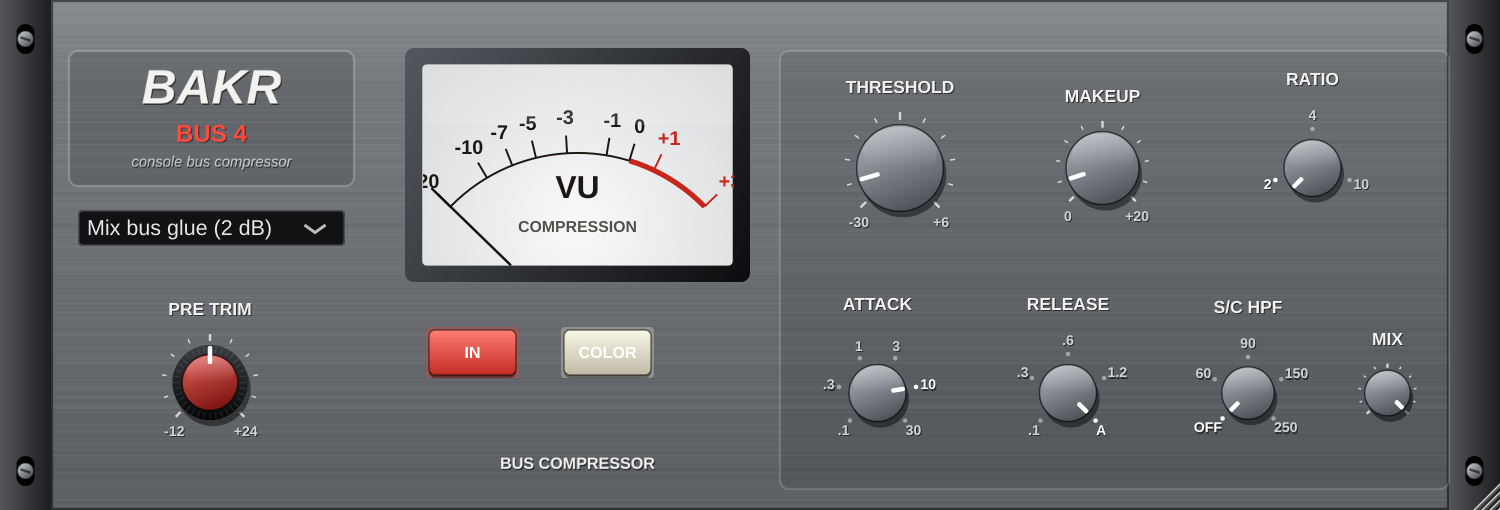 BAKR
BUS 4
console bus compressor
Mix bus glue (2 dB)
PRE TRIM
-12 +24
20 -10 -7 -5 -3 -1 0 +1 +3
VU
COMPRESSION
IN COLOR
BUS COMPRESSOR
THRESHOLD
-30 +6
MAKEUP
0 +20
RATIO
4
2 10
ATTACK
1 3
.3 10
.1 30
RELEASE
.6
.3 1.2
.1 A
S/C HPF
90
60 150
OFF 250
MIX